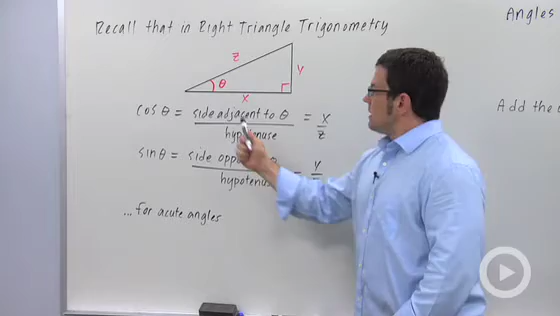 Angles
Recall that in Right Triangle Trigonometry
z
y
θ
x
cos θ = side adjacent to θ / hypotenuse = x / z
Add the
sin θ = side / hypotenuse = y
... for acute angles